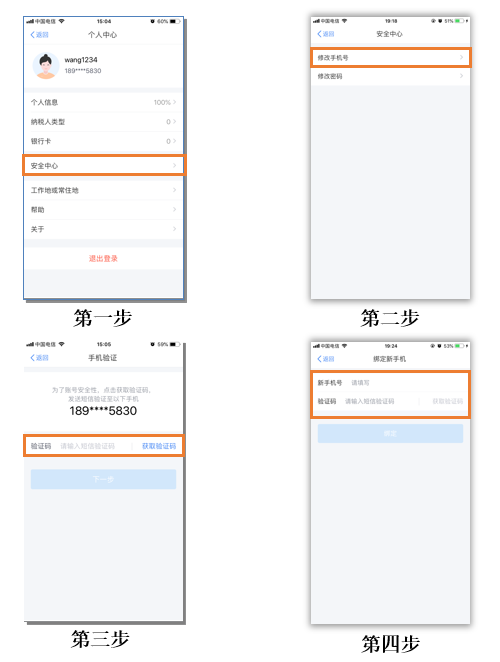 中国电信 15:04 60%
返回 个人中心
wang1234
189****5830
个人信息 100%
纳税人类型 0
银行卡 0
安全中心
工作地或常住地
帮助
关于
退出登录
第一步
中国电信 19:18 51%
返回 安全中心
修改手机号
修改密码
第二步
中国电信 15:05 59%
返回 手机验证
为了账号安全性，点击获取验证码，
发送短信验证至以下手机
189****5830
验证码 请输入短信验证码 获取验证码
下一步
第三步
中国电信 19:24 53%
返回 绑定新手机
新手机号 请填写
验证码 请输入短信验证码 获取验证码
绑定
第四步